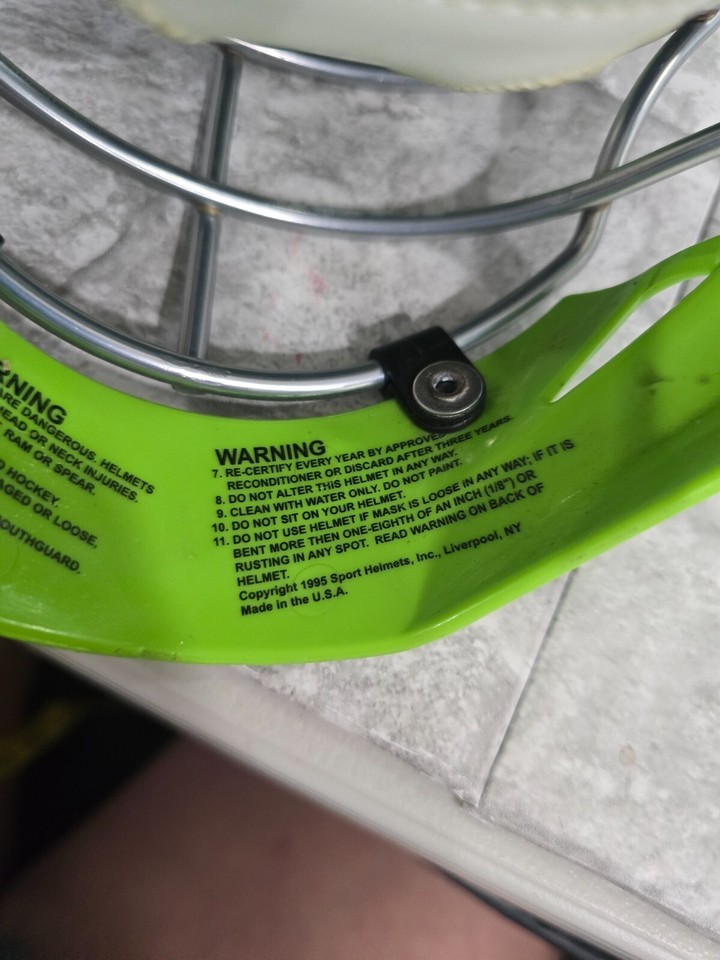 RNING
ARE DANGEROUS. HELMETS
HEAD OR NECK INJURIES.
RAM OR SPEAR.
HOCKEY.
AGED OR LOOSE,
MOUTHGUARD.
WARNING
7. RE-CERTIFY EVERY YEAR BY APPROVED
RECONDITIONER OR DISCARD AFTER THREE YEARS.
8. DO NOT ALTER THIS HELMET IN ANY WAY.
9. CLEAN WITH WATER ONLY. DO NOT PAINT.
10. DO NOT SIT ON YOUR HELMET.
11. DO NOT USE HELMET IF MASK IS LOOSE IN ANY WAY; IF IT IS
BENT MORE THEN ONE-EIGHTH OF AN INCH (1/8") OR
RUSTING IN ANY SPOT. READ WARNING ON BACK OF
HELMET.
Copyright 1995 Sport Helmets, Inc., Liverpool, NY
Made in the U.S.A.